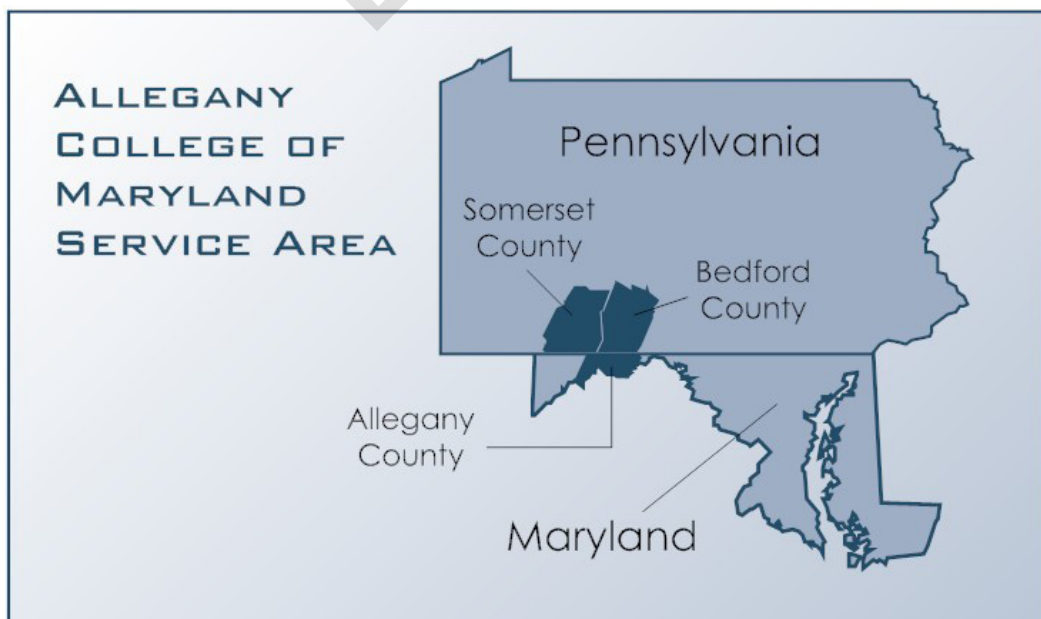 ALLEGANY
COLLEGE OF
MARYLAND
SERVICE AREA
Pennsylvania
Somerset
County
Bedford
County
Allegany
County
Maryland